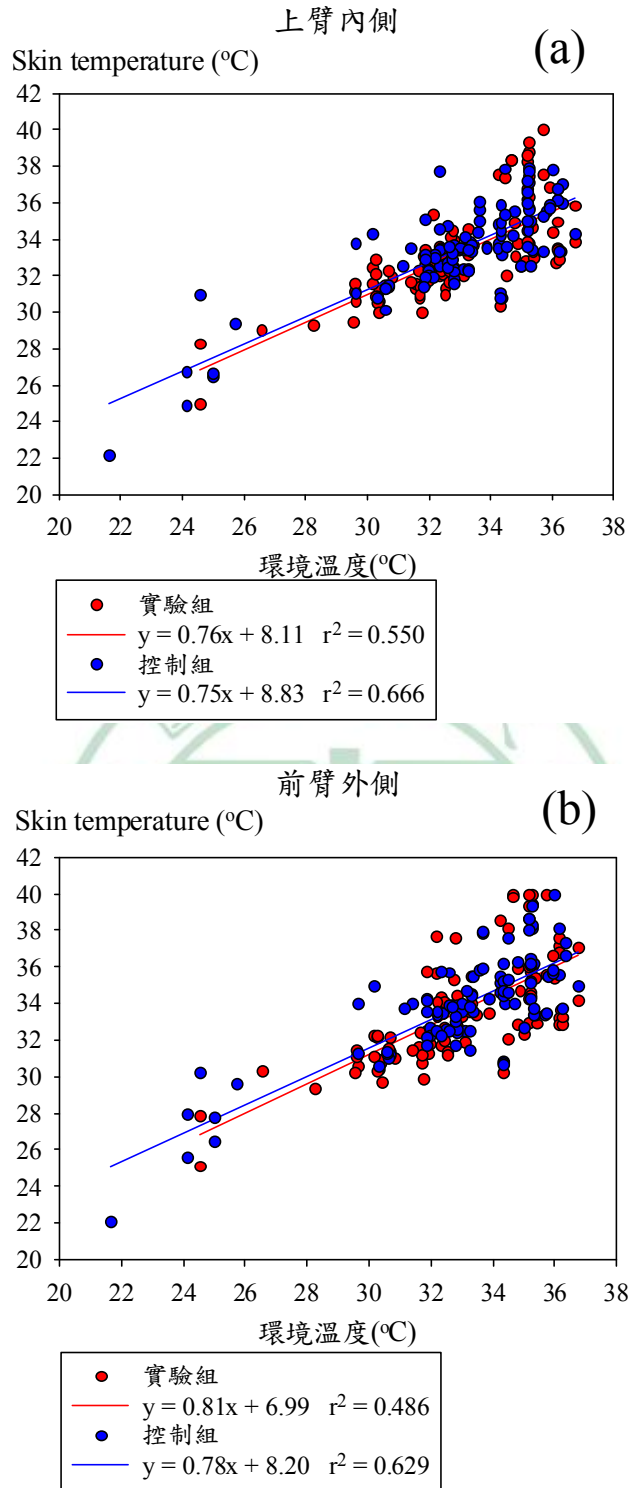 上臂內側
(a)
Skin temperature (°C)
42
40
38
36
34
32
30
28
26
24
22
20
20 22 24 26 28 30 32 34 36 38
環境溫度(°C)
實驗組
y = 0.76x + 8.11 r² = 0.550
控制組
y = 0.75x + 8.83 r² = 0.666
前臂外側
(b)
Skin temperature (°C)
42
40
38
36
34
32
30
28
26
24
22
20
20 22 24 26 28 30 32 34 36 38
環境溫度(°C)
實驗組
y = 0.81x + 6.99 r² = 0.486
控制組
y = 0.78x + 8.20 r² = 0.629